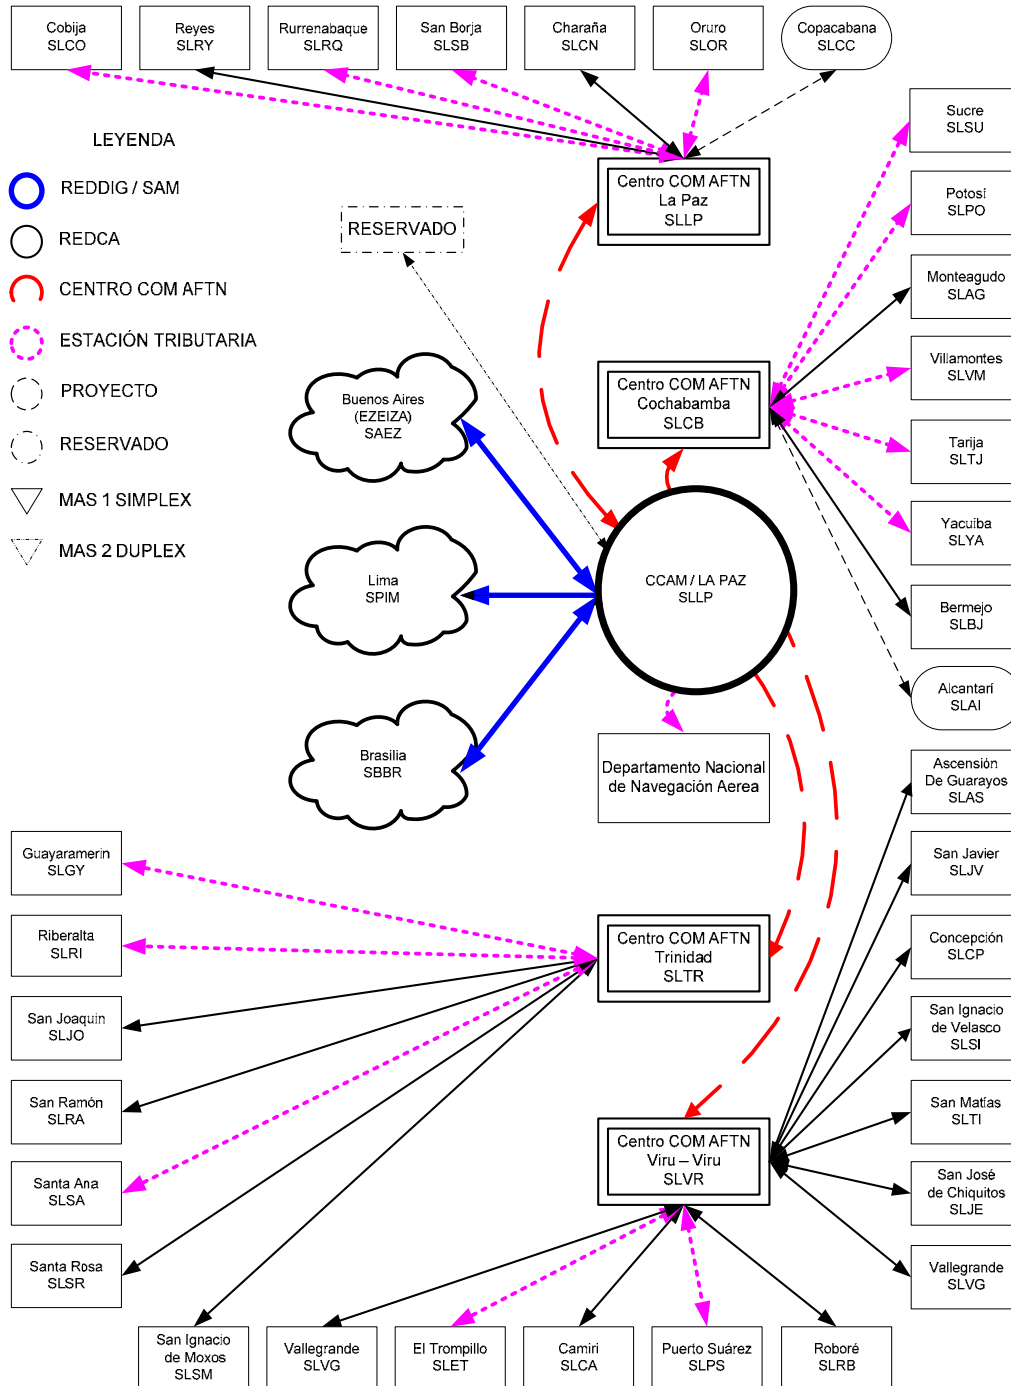 Cobija
SLCO
Reyes
SLRY
Rurrenabaque
SLRQ
San Borja
SLSB
Charaña
SLCN
Oruro
SLOR
Copacabana
SLCC
LEYENDA
REDDIG / SAM
REDCA
CENTRO COM AFTN
ESTACIÓN TRIBUTARIA
PROYECTO
RESERVADO
MAS 1 SIMPLEX
MAS 2 DUPLEX
RESERVADO
Centro COM AFTN
La Paz
SLLP
Sucre
SLSU
Potosí
SLPO
Monteagudo
SLAG
Villamontes
SLVM
Tarija
SLTJ
Yacuiba
SLYA
Bermejo
SLBJ
Alcantarí
SLAI
Centro COM AFTN
Cochabamba
SLCB
Buenos Aires
(EZEIZA)
SAEZ
Lima
SPIM
Brasilia
SBBR
CCAM / LA PAZ
SLLP
Departamento Nacional
de Navegación Aerea
Ascensión
De Guarayos
SLAS
San Javier
SLJV
Concepción
SLCP
San Ignacio
de Velasco
SLSI
San Matías
SLTI
San José
de Chiquitos
SLJE
Vallegrande
SLVG
Guayaramerin
SLGY
Riberalta
SLRI
San Joaquin
SLJO
San Ramón
SLRA
Santa Ana
SLSA
Santa Rosa
SLSR
Centro COM AFTN
Trinidad
SLTR
Centro COM AFTN
Viru – Viru
SLVR
San Ignacio
de Moxos
SLSM
Vallegrande
SLVG
El Trompillo
SLET
Camiri
SLCA
Puerto Suárez
SLPS
Roboré
SLRB